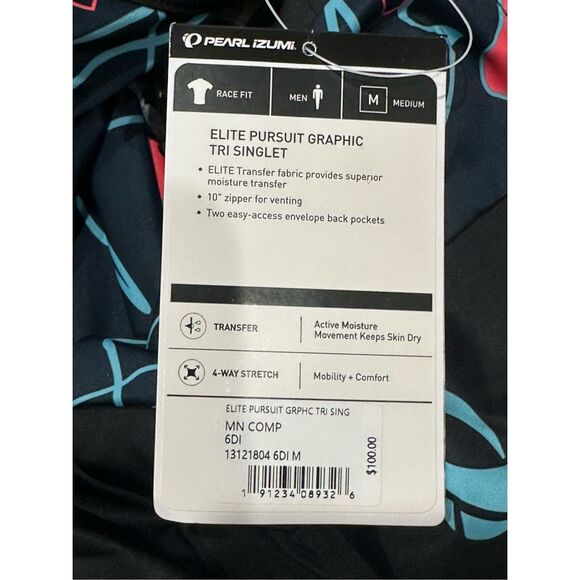 PEARL iZUMi
RACE FIT
MEN
M
MEDIUM
ELITE PURSUIT GRAPHIC
TRI SINGLET
• ELITE Transfer fabric provides superior
moisture transfer
• 10" zipper for venting
• Two easy-access envelope back pockets
TRANSFER
Active Moisture
Movement Keeps Skin Dry
4-WAY STRETCH
Mobility + Comfort
ELITE PURSUIT GRPHC TRI SING
MN COMP
6DI
13121804 6DI M
$100.00
1 91234 08932 6